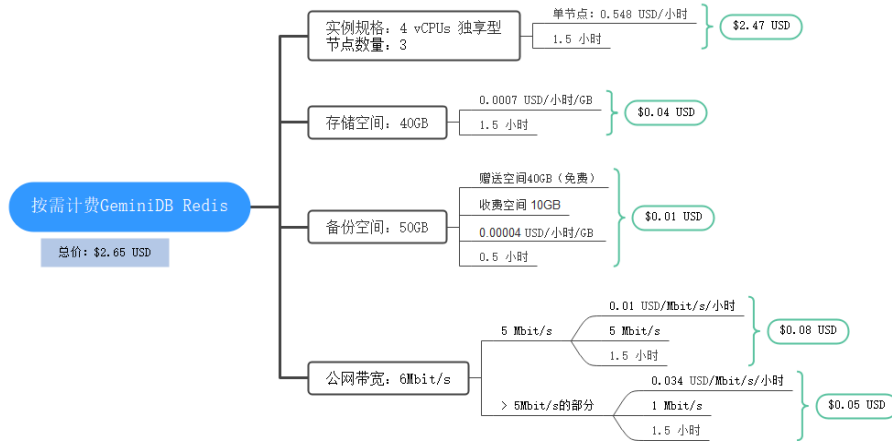 按需计费GeminiDB Redis
总价：$2.65 USD
实例规格：4 vCPUs 独享型
节点数量：3
单节点：0.548 USD/小时
1.5 小时
$2.47 USD
存储空间：40GB
0.0007 USD/小时/GB
1.5 小时
$0.04 USD
备份空间：50GB
赠送空间40GB（免费）
收费空间 10GB
0.00004 USD/小时/GB
0.5 小时
$0.01 USD
公网带宽：6Mbit/s
5 Mbit/s
0.01 USD/Mbit/s/小时
5 Mbit/s
1.5 小时
$0.08 USD
> 5Mbit/s的部分
0.034 USD/Mbit/s/小时
1 Mbit/s
1.5 小时
$0.05 USD